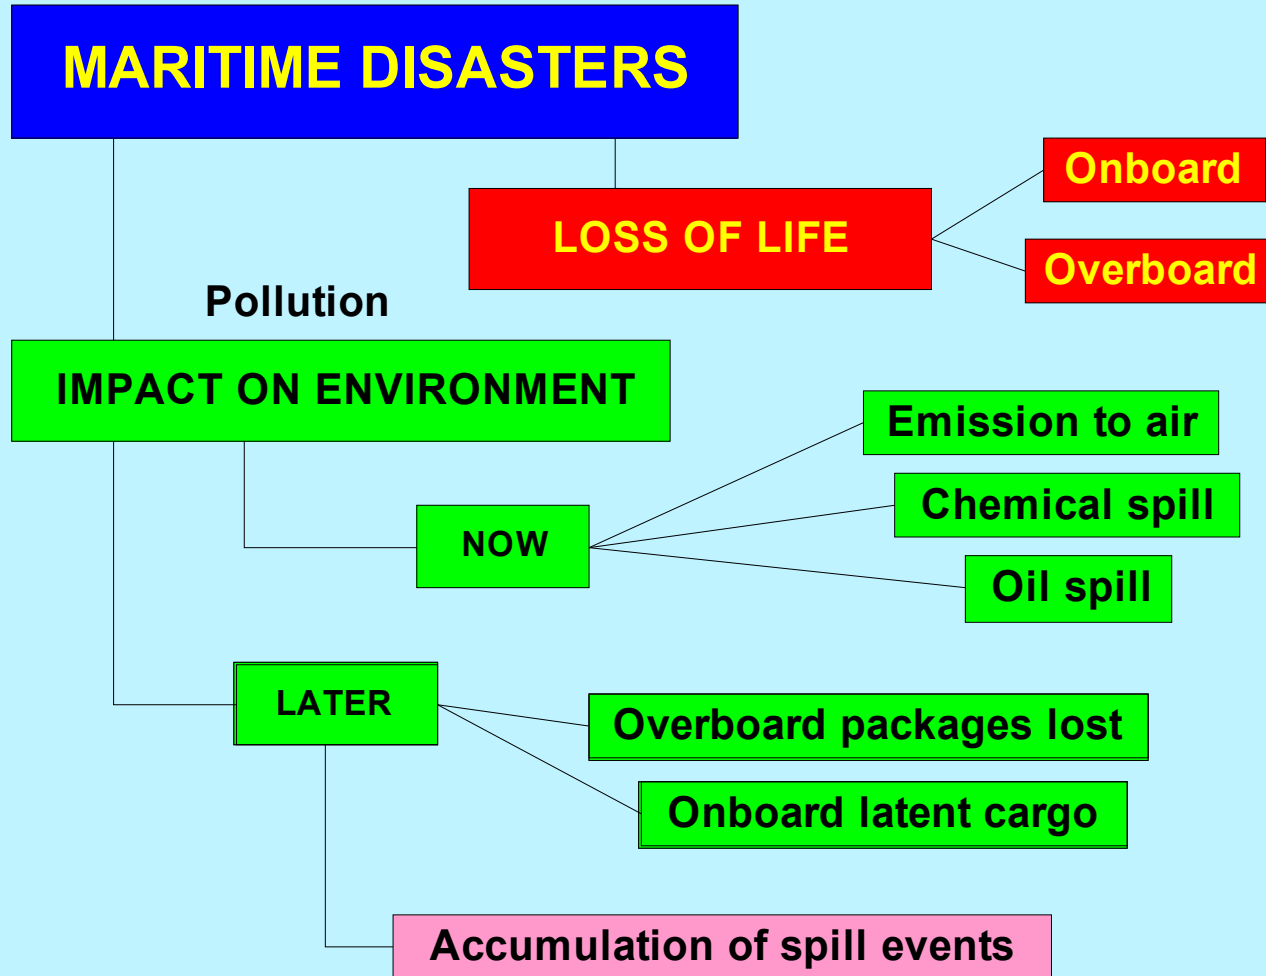 MARITIME DISASTERS
Onboard
LOSS OF LIFE
Overboard
Pollution
IMPACT ON ENVIRONMENT
Emission to air
Chemical spill
NOW
Oil spill
LATER
Overboard packages lost
Onboard latent cargo
Accumulation of spill events